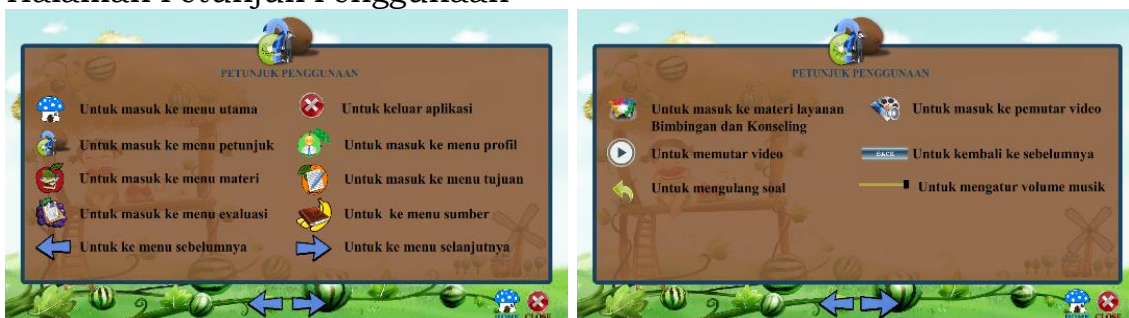 Halaman Petunjuk Penggunaan
PETUNJUK PENGGUNAAN
Untuk masuk ke menu utama
Untuk keluar aplikasi
Untuk masuk ke menu petunjuk
Untuk masuk ke menu profil
Untuk masuk ke menu materi
Untuk masuk ke menu tujuan
Untuk masuk ke menu evaluasi
Untuk ke menu sumber
Untuk ke menu sebelumnya
Untuk ke menu selanjutnya
HOME CLOSE
PETUNJUK PENGGUNAAN
Untuk masuk ke materi layanan
Bimbingan dan Konseling
Untuk masuk ke pemutar video
Untuk memutar video
BACK
Untuk kembali ke sebelumnya
Untuk mengulang soal
Untuk mengatur volume musik
HOME CLOSE